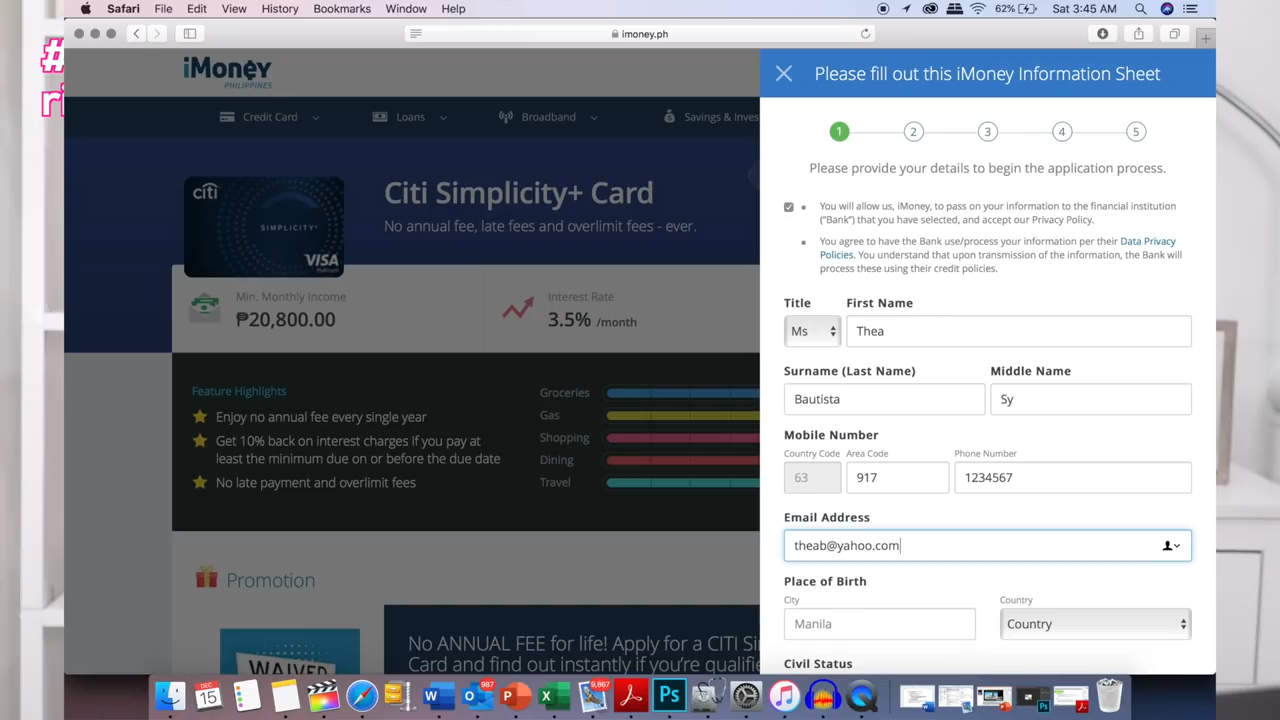 Safari File Edit View History Bookmarks Window Help 62% Sat 3:45 AM
imoney.ph
#
ri
iMoney
PHILIPPINES
Credit Card Loans Broadband Savings & Inves
citi
SIMPLICITY+
VISA
Platinum
Citi Simplicity+ Card
No annual fee, late fees and overlimit fees - ever.
Min. Monthly Income
₱20,800.00
Interest Rate
3.5% /month
Feature Highlights
Enjoy no annual fee every single year
Get 10% back on interest charges if you pay at
least the minimum due on or before the due date
No late payment and overlimit fees
Groceries
Gas
Shopping
Dining
Travel
Promotion
WAIVED
No ANNUAL FEE for life! Apply for a CITI Si
Card and find out instantly if you're qualifie
Please fill out this iMoney Information Sheet
1 2 3 4 5
Please provide your details to begin the application process.
You will allow us, iMoney, to pass on your information to the financial institution
("Bank") that you have selected, and accept our Privacy Policy.
You agree to have the Bank use/process your information per their Data Privacy
Policies. You understand that upon transmission of the information, the Bank will
process these using their credit policies.
Title First Name
Ms Thea
Surname (Last Name) Middle Name
Bautista Sy
Mobile Number
Country Code Area Code Phone Number
63 917 1234567
Email Address
theab@yahoo.com
Place of Birth
City Country
Manila Country
Civil Status
DEC
15
987
9,867
W
O
P
X
Ps